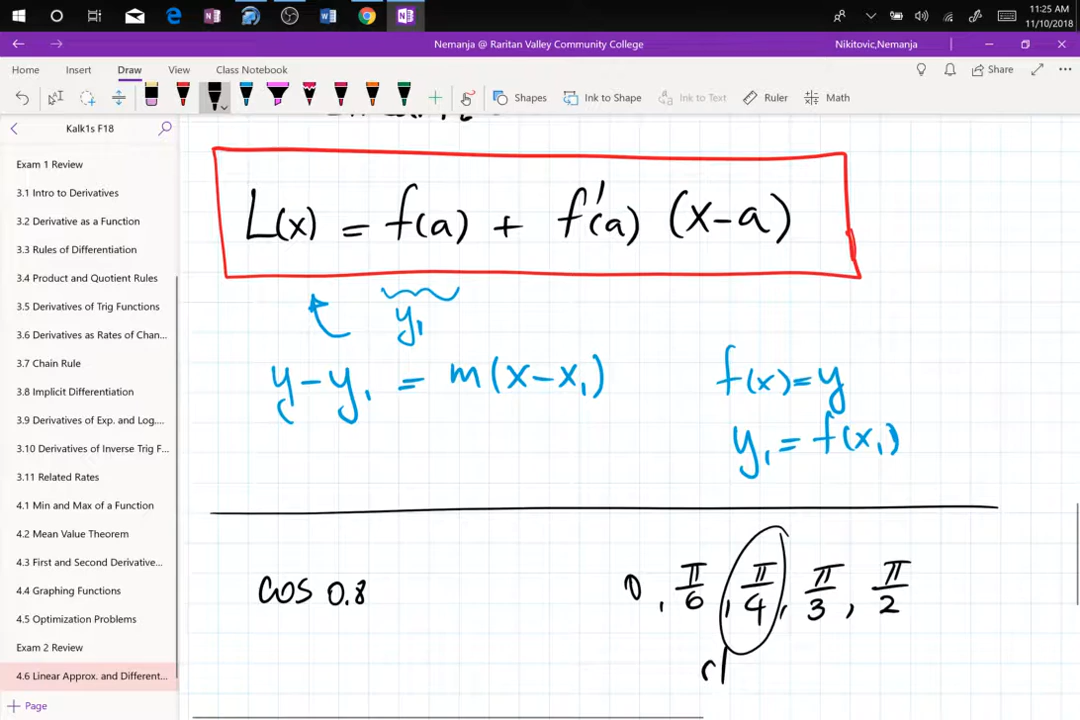 11:25 AM
11/10/2018
Nemanja @ Raritan Valley Community College
Nikitovic,Nemanja
Home Insert Draw View Class Notebook
Share
Shapes Ink to Shape Ink to Text Ruler Math
Kalk1s F18
Exam 1 Review
3.1 Intro to Derivatives
3.2 Derivative as a Function
3.3 Rules of Differentiation
3.4 Product and Quotient Rules
3.5 Derivatives of Trig Functions
3.6 Derivatives as Rates of Chan...
3.7 Chain Rule
3.8 Implicit Differentiation
3.9 Derivatives of Exp. and Log....
3.10 Derivatives of Inverse Trig F...
3.11 Related Rates
4.1 Min and Max of a Function
4.2 Mean Value Theorem
4.3 First and Second Derivative...
4.4 Graphing Functions
4.5 Optimization Problems
Exam 2 Review
4.6 Linear Approx. and Different...
+ Page
L(x) = f(a) + f'(a) (x-a)
y₁
y-y₁ = m(x-x₁)
f(x)=y
y₁ = f(x₁)
cos 0.8
0, π/6, π/4, π/3, π/2